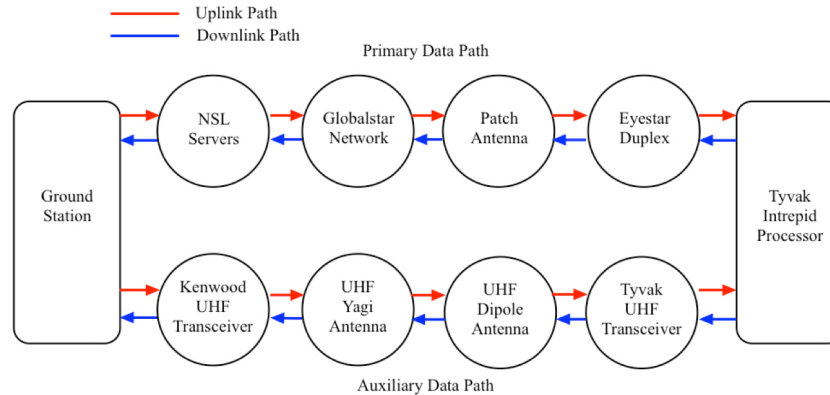 Uplink Path
Downlink Path
Primary Data Path
NSL
Servers
Globalstar
Network
Patch
Antenna
Eyestar
Duplex
Ground
Station
Tyvak
Intrepid
Processor
Kenwood
UHF
Transceiver
UHF
Yagi
Antenna
UHF
Dipole
Antenna
Tyvak
UHF
Transceiver
Auxiliary Data Path